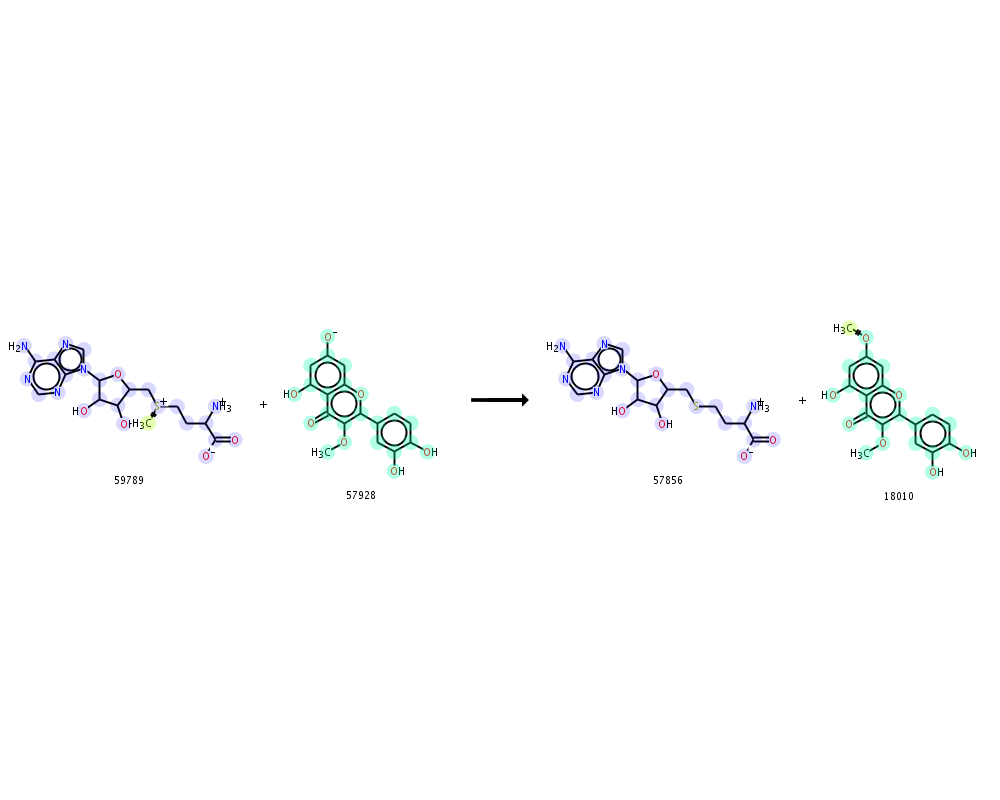 H3C
O
H2N N N N N N O S+ NH3+ O O- HO OH H3C
+
O- HO O O O H3C OH OH
H2N N N N N N O S NH3+ O O- HO OH
+
HO O O O H3C OH OH
59789
57928
57856
18010